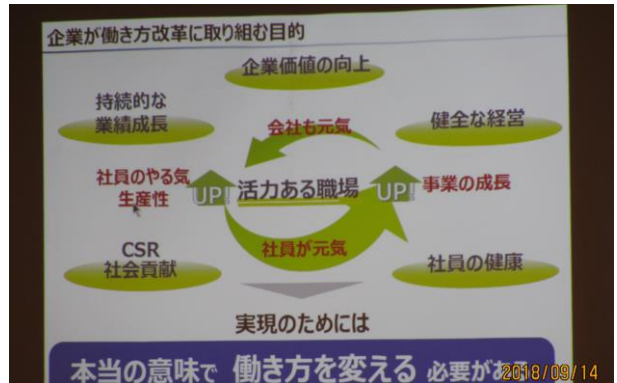 企業が働き方改革に取り組む目的
企業価値の向上
持続的な
業績成長
会社も元気
健全な経営
社員のやる気
生産性
UP!
活力ある職場
UP!
事業の成長
社員が元気
CSR
社会貢献
社員の健康
実現のためには
本当の意味で 働き方を変える 必要がある
2018/09/14